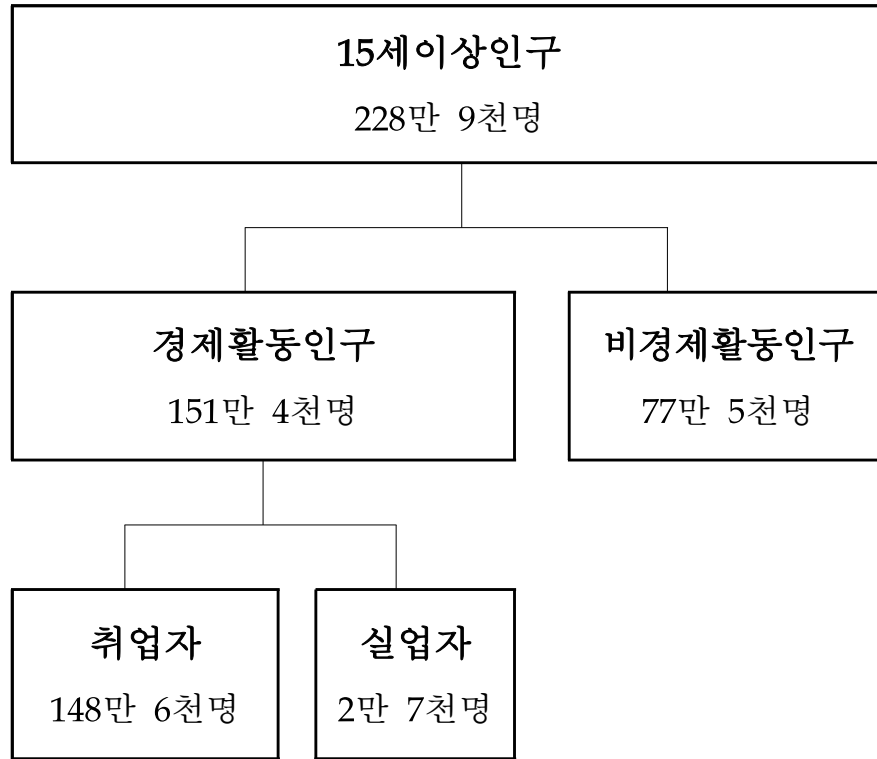 15세이상인구
228만 9천명
경제활동인구
151만 4천명
비경제활동인구
77만 5천명
취업자
148만 6천명
실업자
2만 7천명